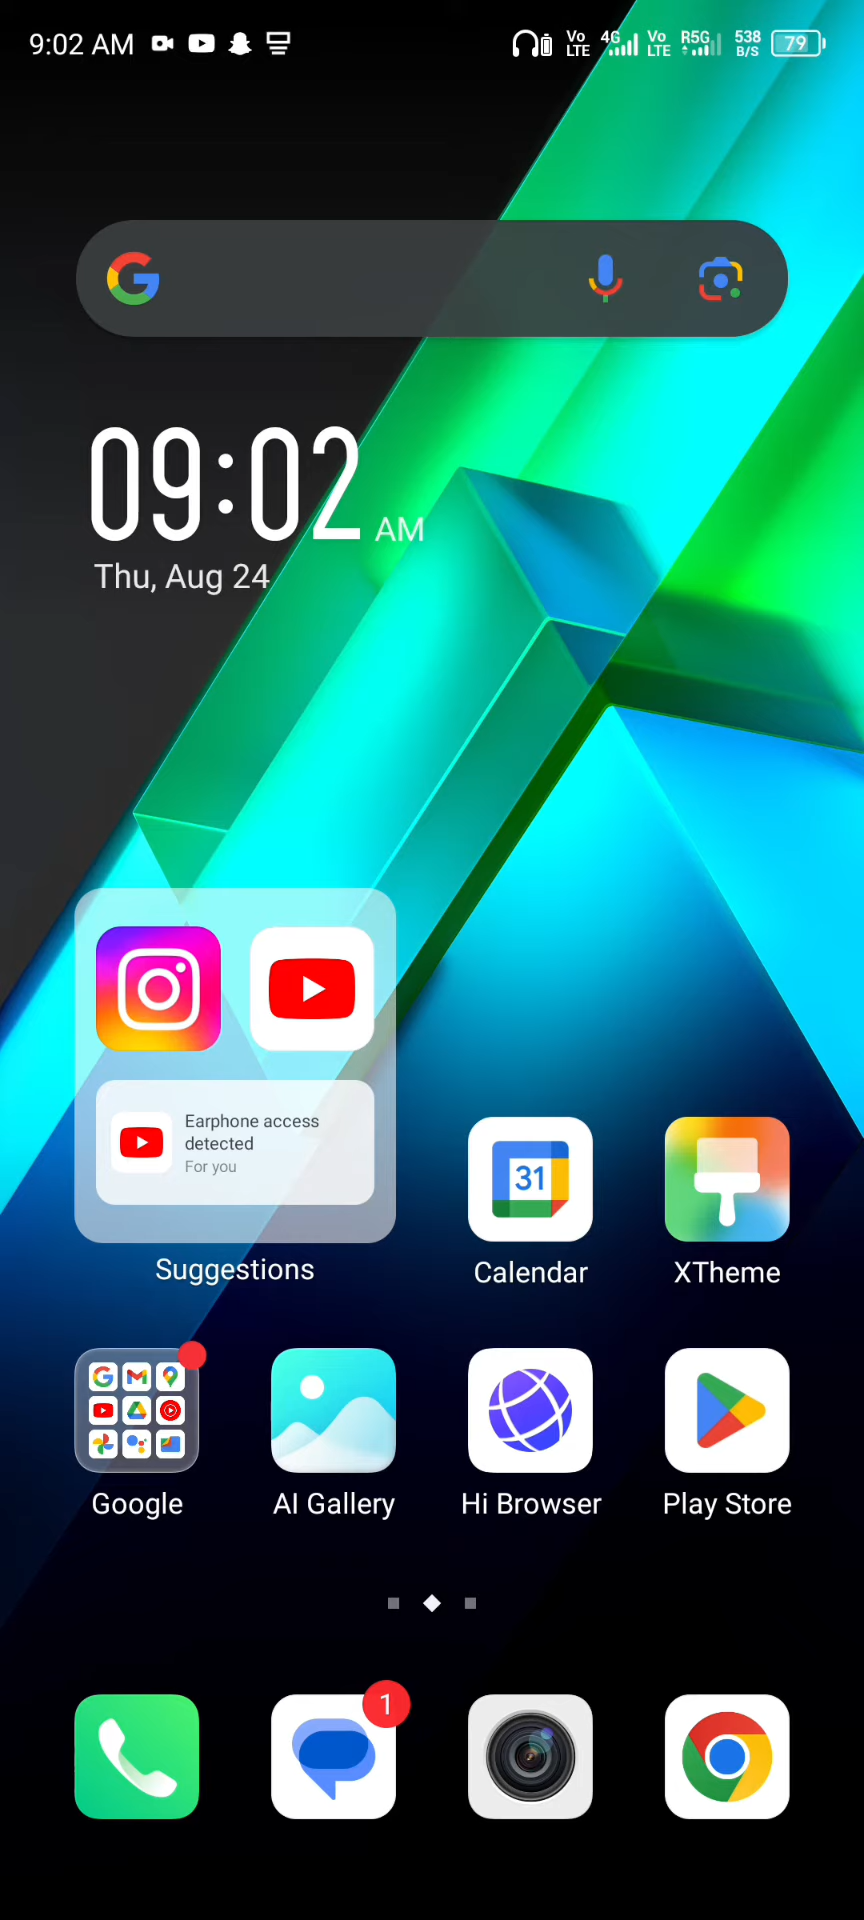 9:02 AM
Vo LTE 4G Vo LTE R5G 538 B/S 79
09:02 AM
Thu, Aug 24
Earphone access
detected
For you
Suggestions
31
Calendar
XTheme
Google
AI Gallery
Hi Browser
Play Store
1